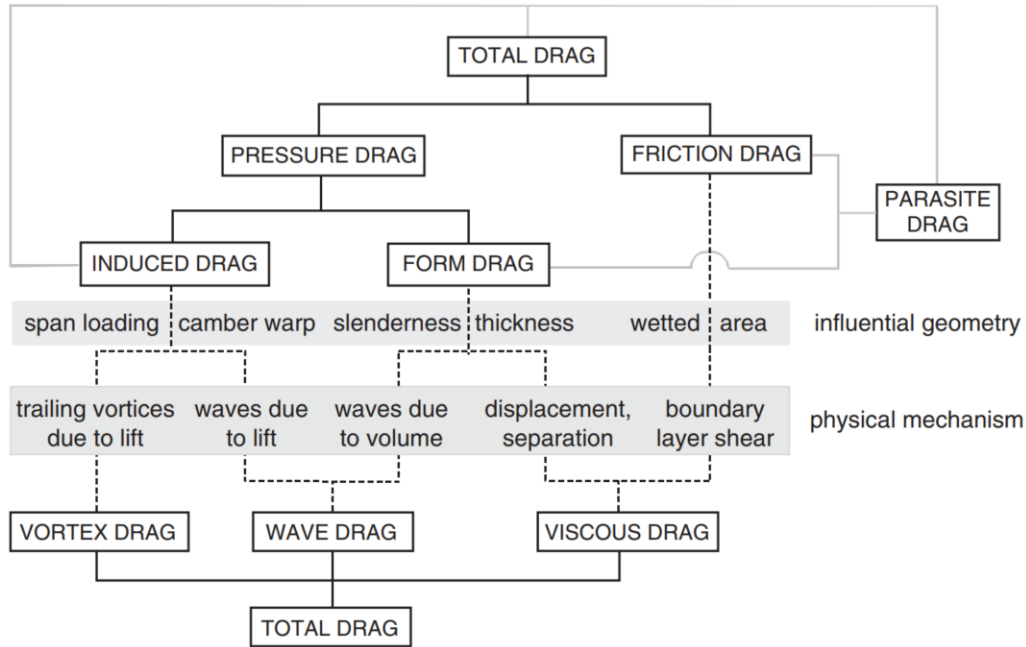 TOTAL DRAG
PRESSURE DRAG
FRICTION DRAG
PARASITE
DRAG
INDUCED DRAG
FORM DRAG
span loading camber warp slenderness thickness wetted area
influential geometry
trailing vortices
due to lift
waves due
to lift
waves due
to volume
displacement,
separation
boundary
layer shear
physical mechanism
VORTEX DRAG
WAVE DRAG
VISCOUS DRAG
TOTAL DRAG